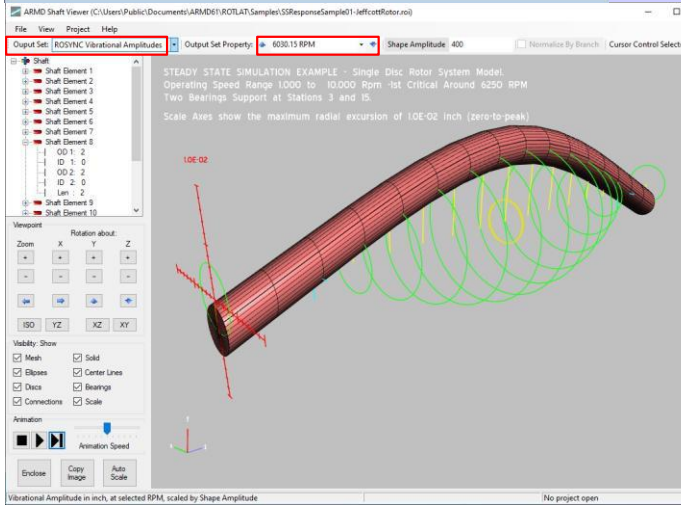 ARMD Shaft Viewer (C:\Users\Public\Documents\ARMD61\ROTLAT\Samples\SSResponseSample01-JeffcottRotor.roi)
File View Project Help
Ouput Set: ROSYNC Vibrational Amplitudes Output Set Property: 6030.15 RPM Shape Amplitude 400 Normalize By Branch Cursor Control Selecte
Shaft
Shaft Element 1
Shaft Element 2
Shaft Element 3
Shaft Element 4
Shaft Element 5
Shaft Element 6
Shaft Element 7
Shaft Element 8
OD 1: 2
ID 1: 0
OD 2: 2
ID 2: 0
Len : 2
Shaft Element 9
Shaft Element 10
STEADY STATE SIMULATION EXAMPLE - Single Disc Rotor System Model.
Operating Speed Range 1,000 to 10,000 Rpm -1st Critical Around 6250 RPM
Two Bearings Support at Stations 3 and 15.
Scale Axes show the maximum radial excursion of 1.0E-02 inch (zero-to-peak)
1.0E-02
Viewpoint
Rotation about:
Zoom X Y Z
+ + + +
- - - -
ISO YZ XZ XY
Visibility: Show
Mesh Solid
Ellipses Center Lines
Discs Bearings
Connections Scale
Animation
Animation Speed
Enclose Copy Image Auto Scale
Vibrational Amplitude in inch, at selected RPM, scaled by Shape Amplitude No project open